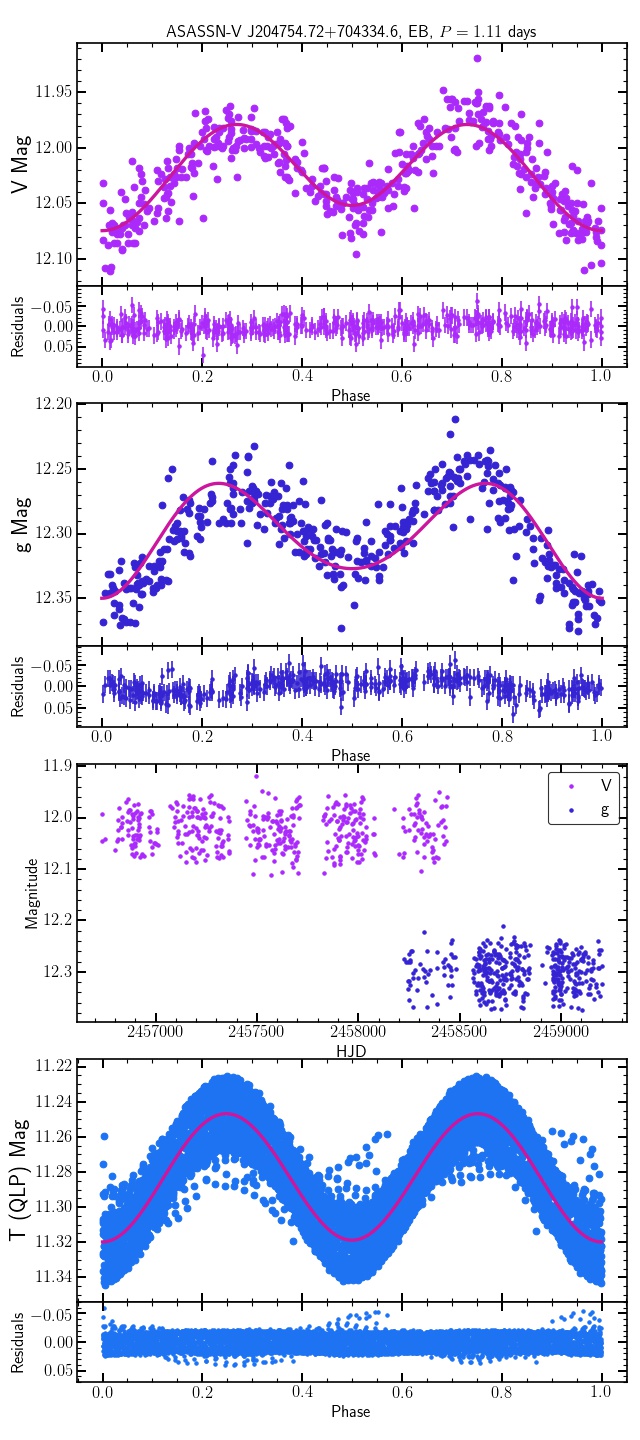 ASASSN-V J204754.72+704334.6, EB, P = 1.11 days
V Mag
11.95
12.00
12.05
12.10
Residuals
−0.05
0.00
0.05
0.0 0.2 0.4 0.6 0.8 1.0
Phase
g Mag
12.20
12.25
12.30
12.35
Residuals
−0.05
0.00
0.05
0.0 0.2 0.4 0.6 0.8 1.0
Phase
Magnitude
11.9
12.0
12.1
12.2
12.3
V
g
2457000 2457500 2458000 2458500 2459000
HJD
T (QLP) Mag
11.22
11.24
11.26
11.28
11.30
11.32
11.34
Residuals
−0.05
0.00
0.05
0.0 0.2 0.4 0.6 0.8 1.0
Phase